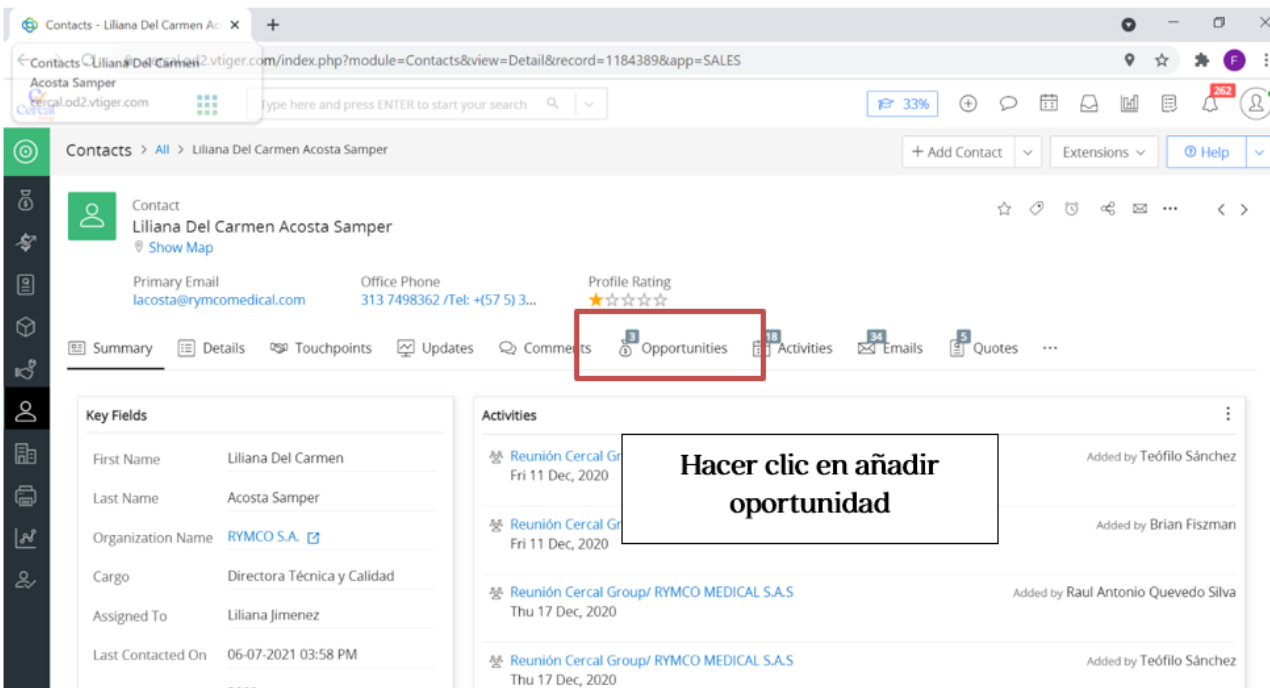 Contacts - Liliana Del Carmen Ac
cercal.od2.vtiger.com/index.php?module=Contacts&view=Detail&record=1184389&app=SALES
Contacts - Liliana Del Carmen
Acosta Samper
cercal.od2.vtiger.com
Type here and press ENTER to start your search
33%
262
Contacts > All > Liliana Del Carmen Acosta Samper
+ Add Contact
Extensions
Help
Contact
Liliana Del Carmen Acosta Samper
Show Map
Primary Email
Office Phone
Profile Rating
lacosta@rymcomedical.com
313 7498362 /Tel: +(57 5) 3...
Summary
Details
Touchpoints
Updates
Comments
3
Opportunities
18
Activities
34
Emails
5
Quotes
Key Fields
First Name Liliana Del Carmen
Last Name Acosta Samper
Organization Name RYMCO S.A.
Cargo Directora Técnica y Calidad
Assigned To Liliana Jimenez
Last Contacted On 06-07-2021 03:58 PM
Activities
Reunión Cercal Gr
Added by Teófilo Sánchez
Fri 11 Dec, 2020
Reunión Cercal Gr
Added by Brian Fiszman
Fri 11 Dec, 2020
Hacer clic en añadir
oportunidad
Reunión Cercal Group/ RYMCO MEDICAL S.A.S
Added by Raul Antonio Quevedo Silva
Thu 17 Dec, 2020
Reunión Cercal Group/ RYMCO MEDICAL S.A.S
Added by Teófilo Sánchez
Thu 17 Dec, 2020